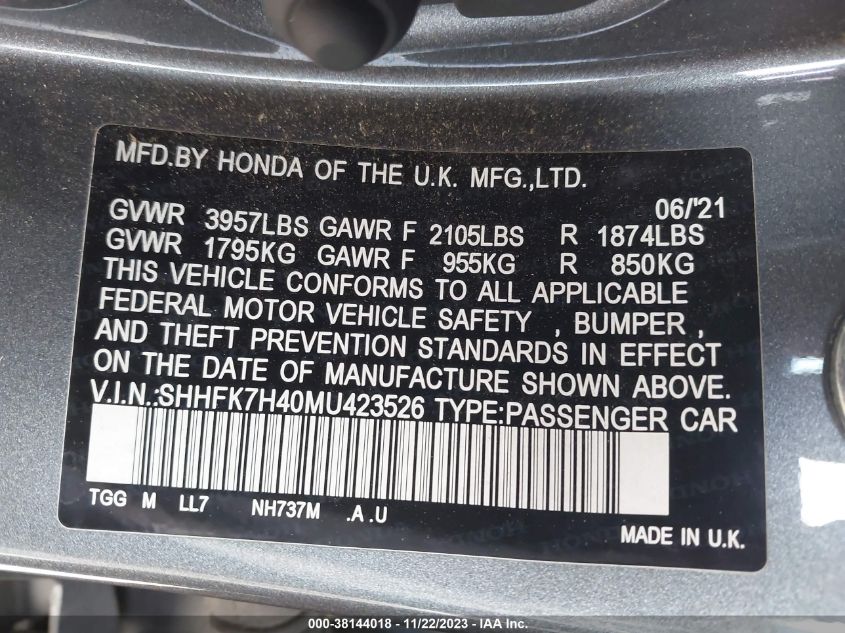 MFD.BY HONDA OF THE U.K. MFG.,LTD.
06/'21
GVWR 3957LBS GAWR F 2105LBS R 1874LBS
GVWR 1795KG GAWR F 955KG R 850KG
THIS VEHICLE CONFORMS TO ALL APPLICABLE
FEDERAL MOTOR VEHICLE SAFETY , BUMPER ,
AND THEFT PREVENTION STANDARDS IN EFFECT
ON THE DATE OF MANUFACTURE SHOWN ABOVE.
V.I.N.:SHHFK7H40MU423526 TYPE:PASSENGER CAR
TGG M LL7 NH737M .A .U
MADE IN U.K.
000-38144018 - 11/22/2023 - © IAA Inc.